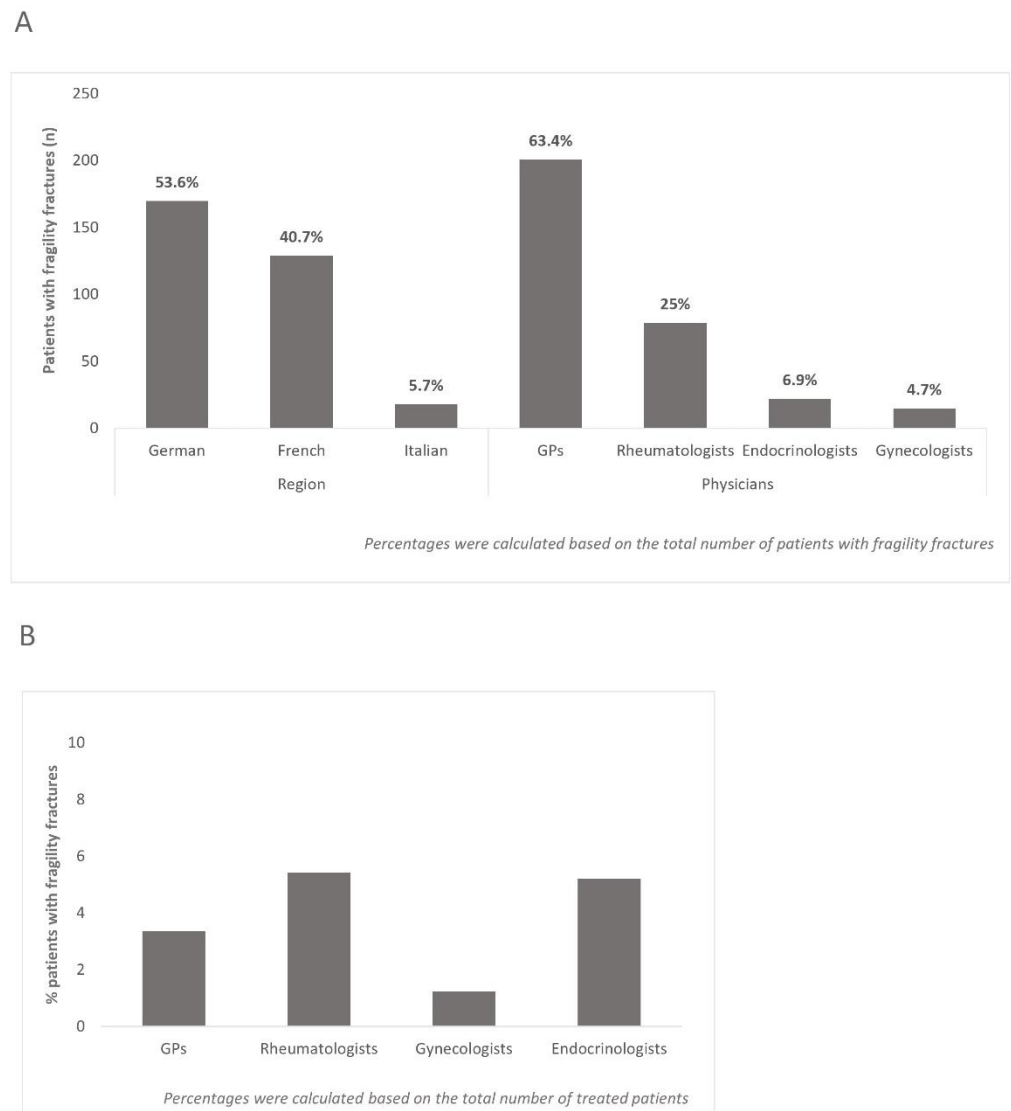 A
Patients with fragility fractures (n)
250
200
150
100
50
0
53.6%
40.7%
5.7%
63.4%
25%
6.9%
4.7%
German French Italian GPs Rheumatologists Endocrinologists Gynecologists
Region Physicians
Percentages were calculated based on the total number of patients with fragility fractures
B
% patients with fragility fractures
10
8
6
4
2
0
GPs Rheumatologists Gynecologists Endocrinologists
Percentages were calculated based on the total number of treated patients